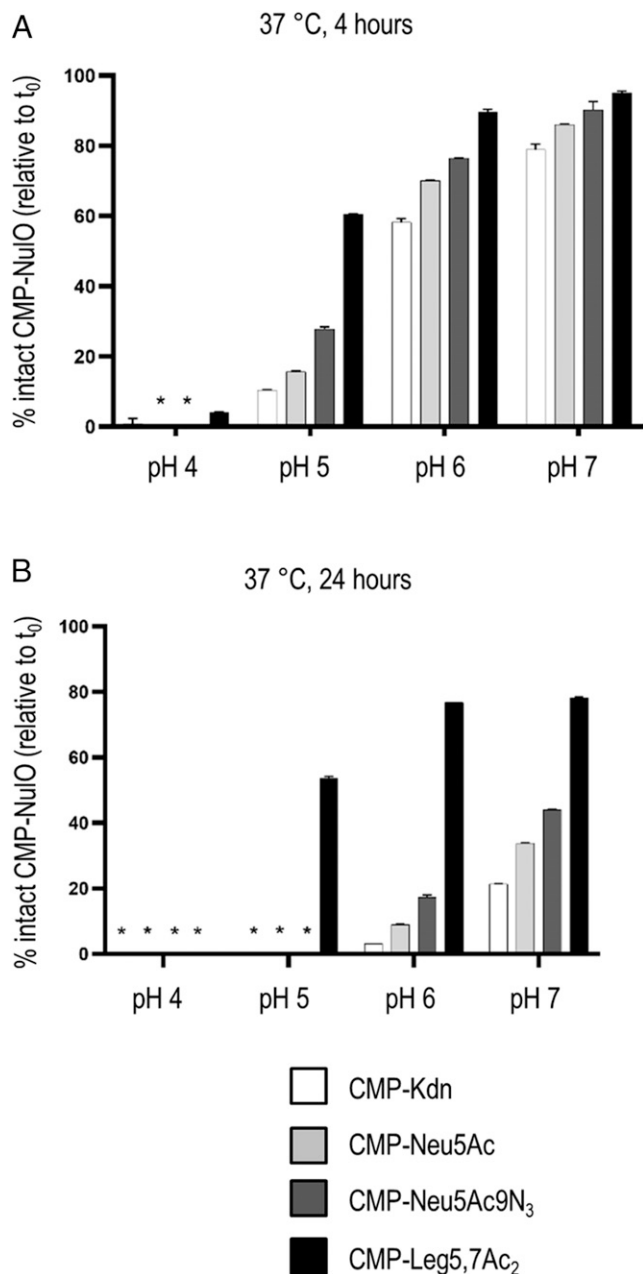 A
37 °C, 4 hours
% intact CMP-NulO (relative to t₀)
100
80
60
40
20
0
* *
pH 4 pH 5 pH 6 pH 7
B
37 °C, 24 hours
% intact CMP-NulO (relative to t₀)
100
80
60
40
20
0
* * * * * * *
pH 4 pH 5 pH 6 pH 7
CMP-Kdn
CMP-Neu5Ac
CMP-Neu5Ac9N₃
CMP-Leg5,7Ac₂